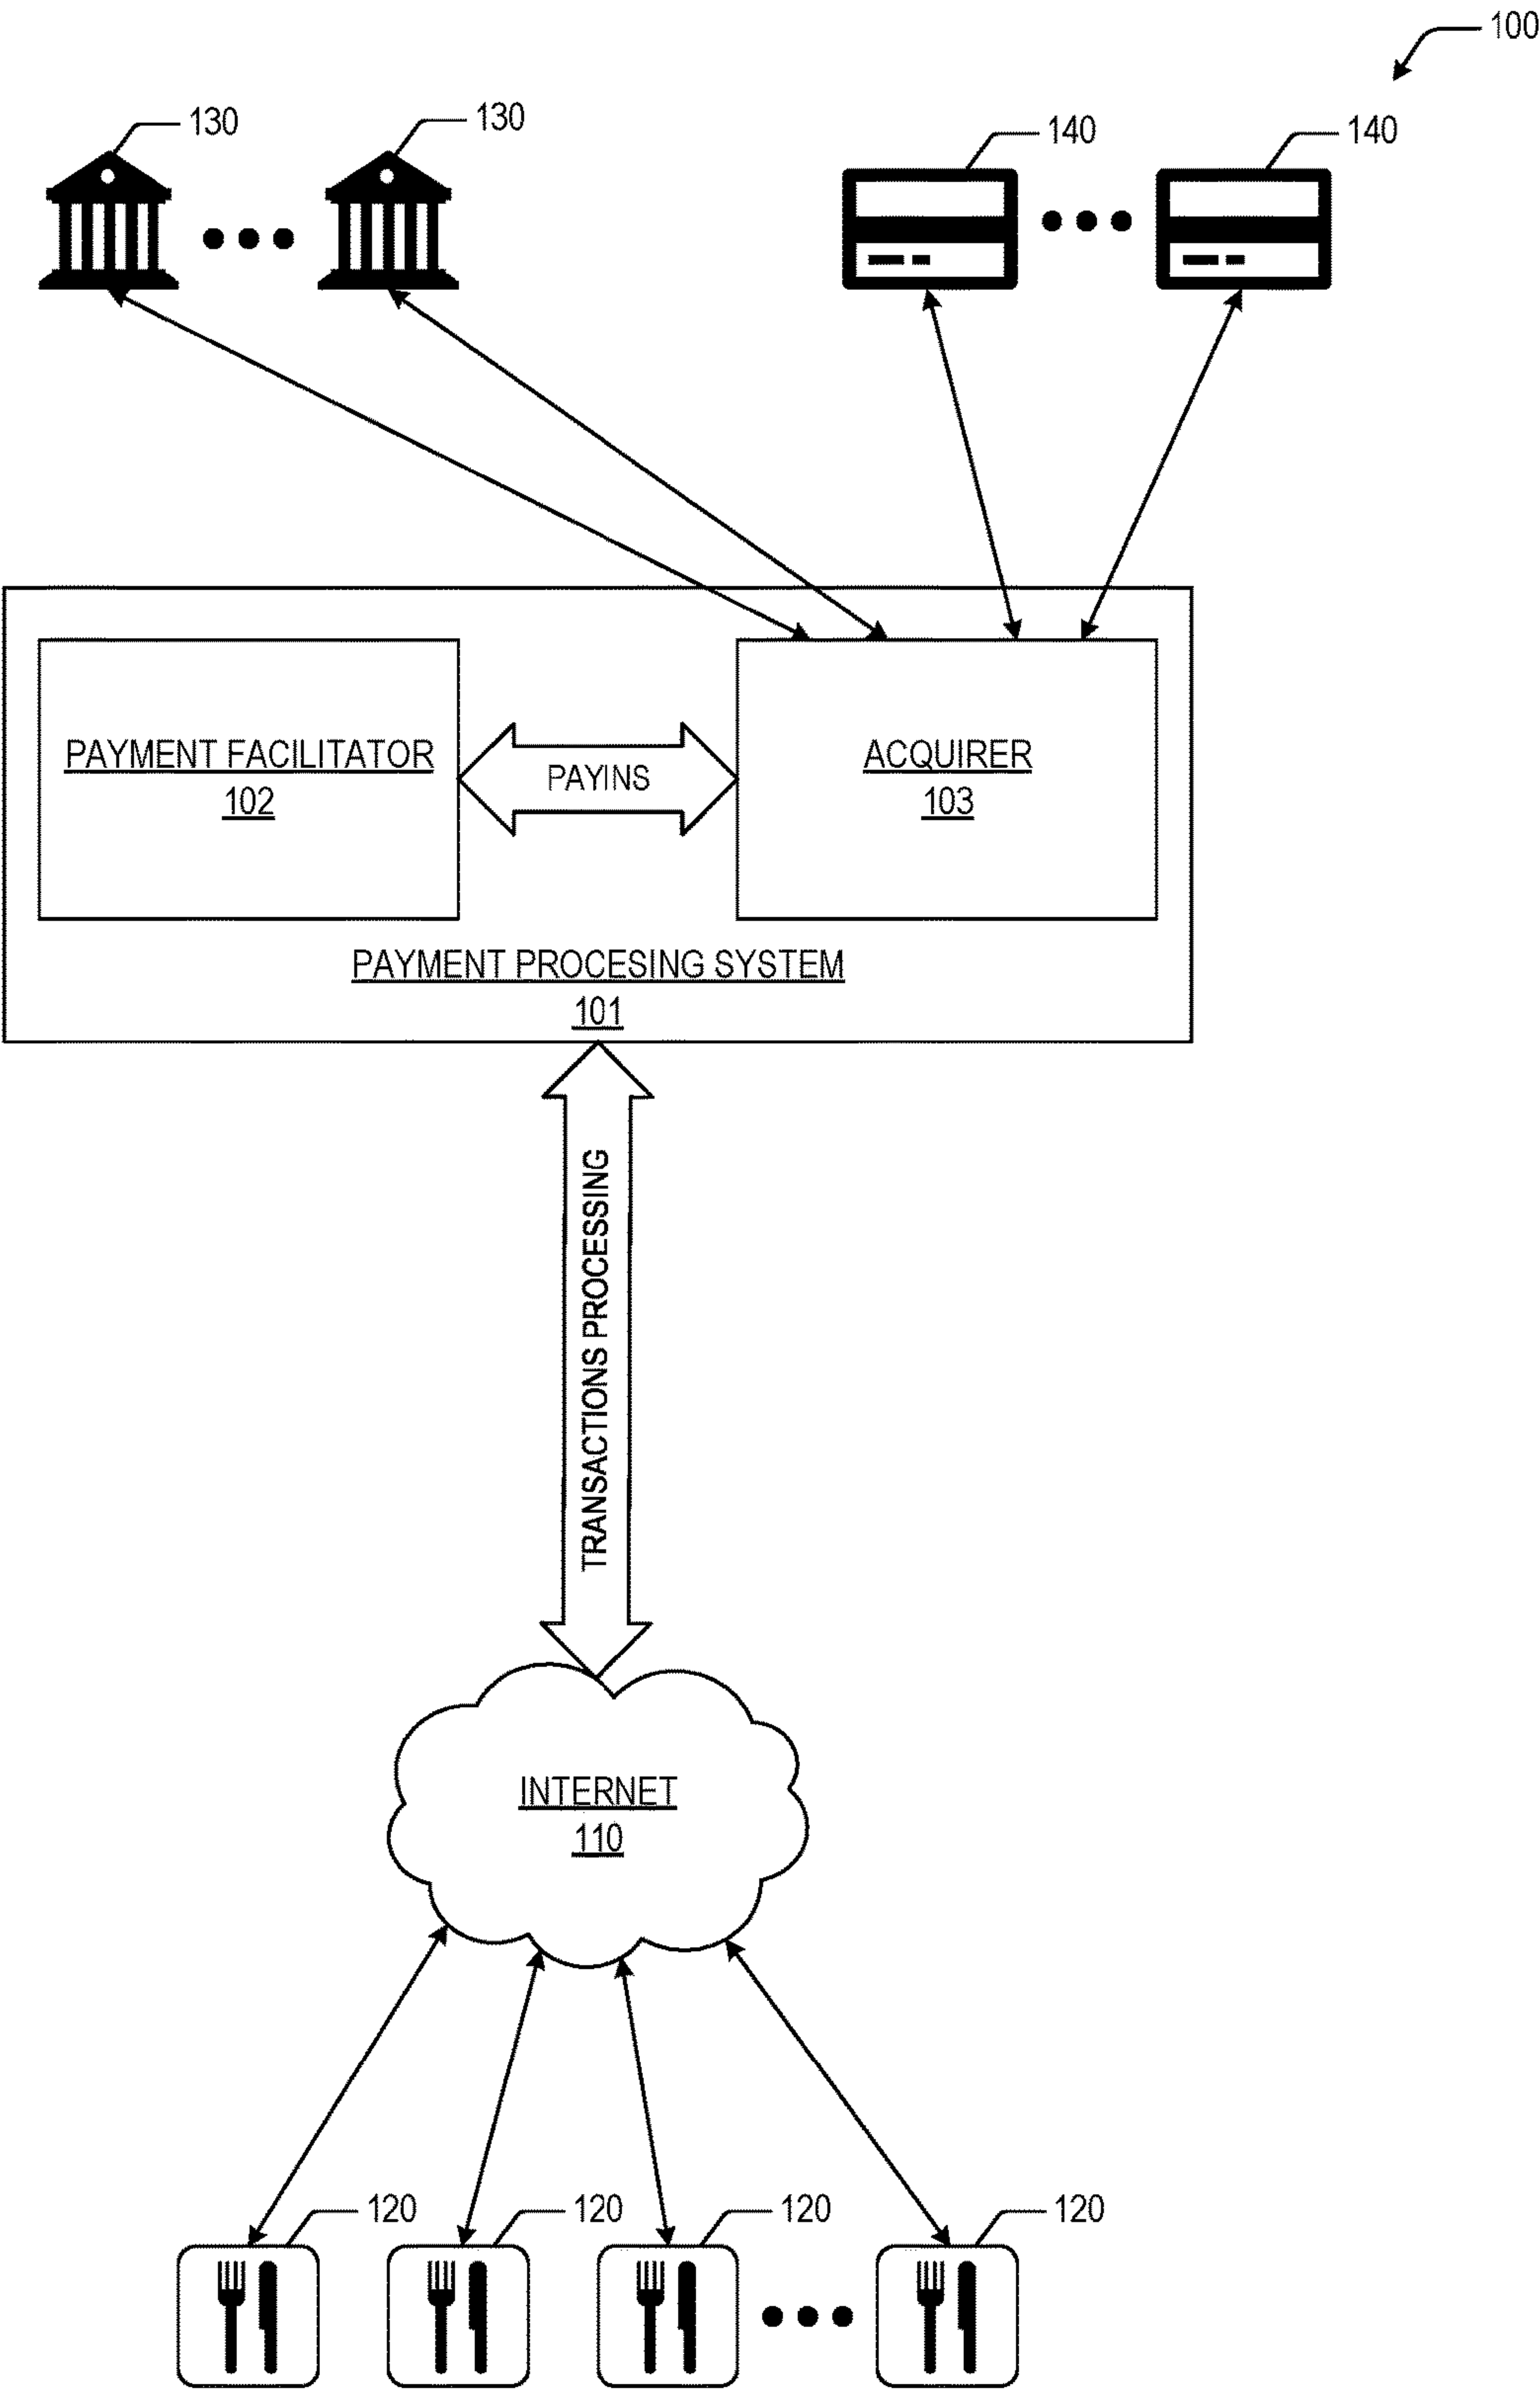 100
130
130
140
140
PAYMENT FACILITATOR
102
PAYINS
ACQUIRER
103
PAYMENT PROCESING SYSTEM
101
TRANSACTIONS PROCESSING
INTERNET
110
120
120
120
120